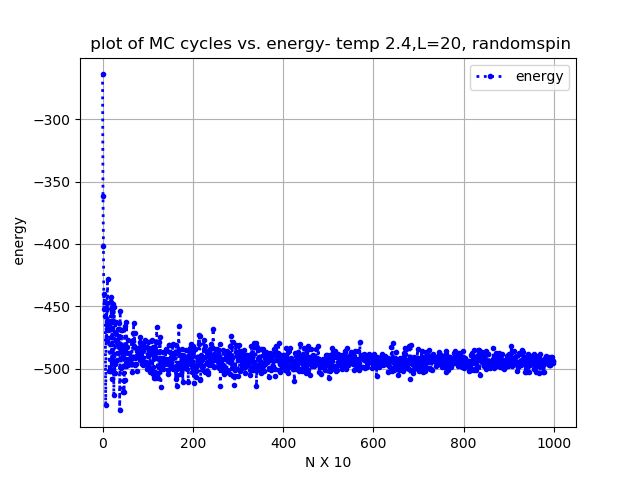 plot of MC cycles vs. energy- temp 2.4,L=20, randomspin
energy
−300
−350
−400
−450
−500
energy
0
200
400
600
800
1000
N X 10